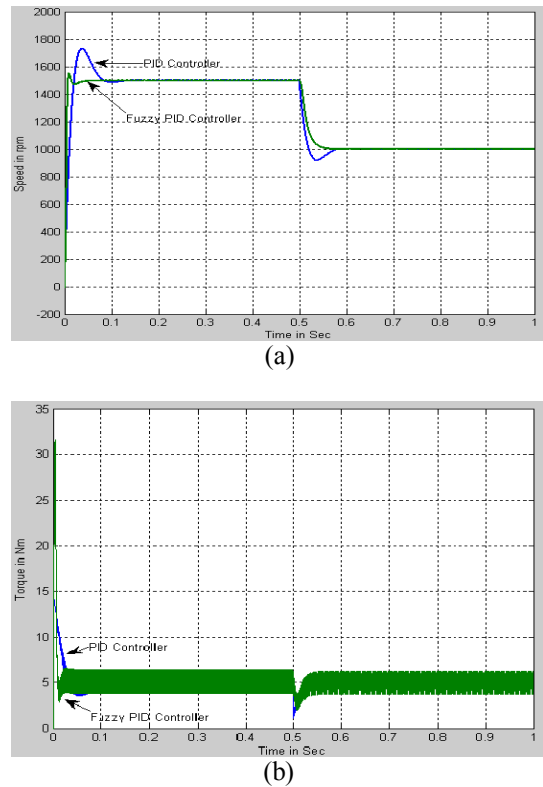 2000
1800
1600
1400
1200
1000
800
600
400
200
0
-200
Speed in rpm
PID Controller
Fuzzy PID Controller
0 0.1 0.2 0.3 0.4 0.5 0.6 0.7 0.8 0.9 1
Time in Sec
(a)
35
30
25
20
15
10
5
0
Torque in Nm
PID Controller
Fuzzy PID Controller
0 0.1 0.2 0.3 0.4 0.5 0.6 0.7 0.8 0.9 1
Time in Sec
(b)